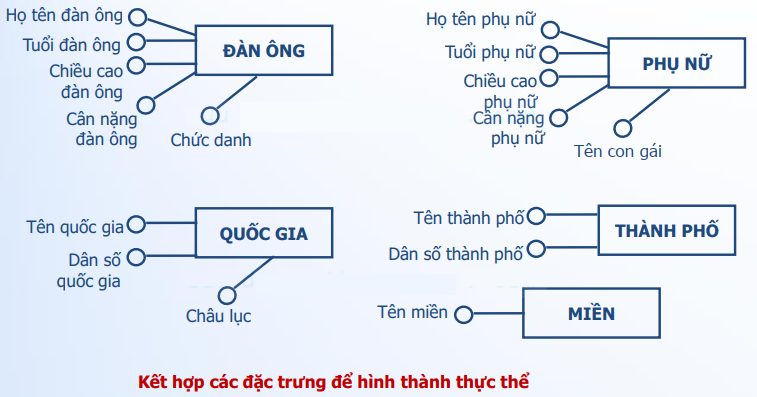 Họ tên đàn ông
Tuổi đàn ông
Chiều cao
đàn ông
Cân nặng
đàn ông
ĐÀN ÔNG
Chức danh
Họ tên phụ nữ
Tuổi phụ nữ
Chiều cao
phụ nữ
Cân nặng
phụ nữ
PHỤ NỮ
Tên con gái
Tên quốc gia
Dân số
quốc gia
QUỐC GIA
Châu lục
Tên thành phố
Dân số thành phố
THÀNH PHỐ
Tên miền
MIỀN
Kết hợp các đặc trưng để hình thành thực thể